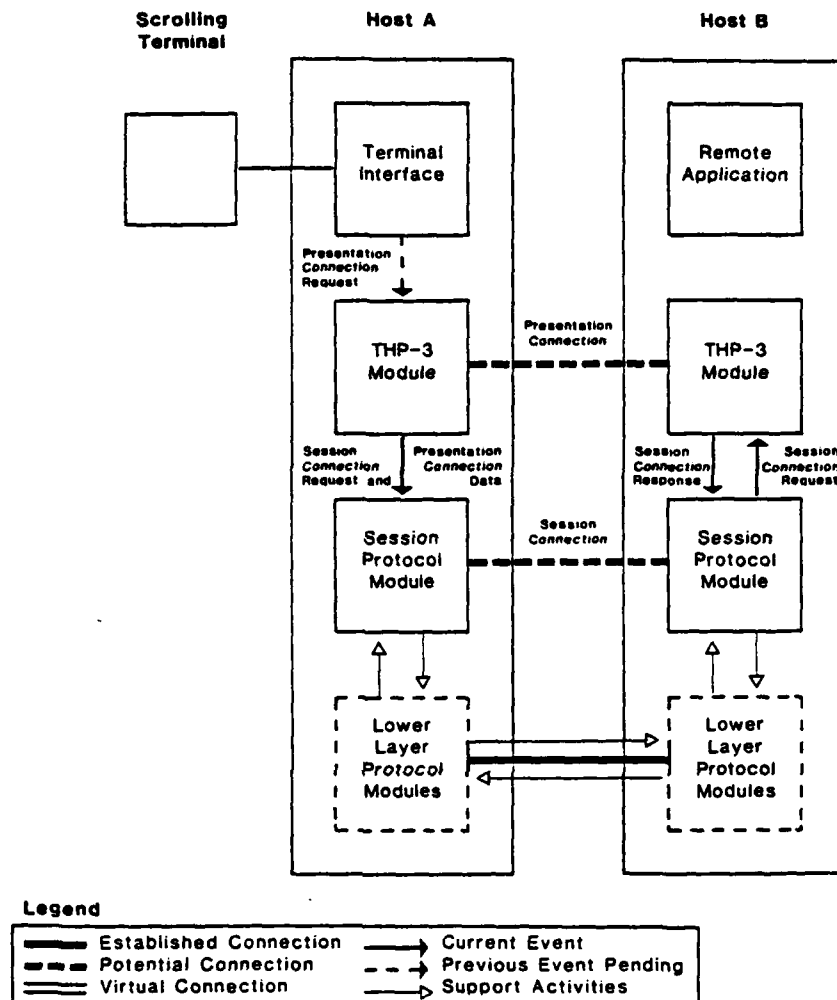 Scrolling
Terminal
Host A
Host B
Terminal
Interface
Remote
Application
Presentation
Connection
Request
THP-3
Module
Presentation
Connection
THP-3
Module
Session
Connection
Request and
Presentation
Connection
Data
Session
Connection
Response
Session
Connection
Request
Session
Protocol
Module
Session
Connection
Session
Protocol
Module
Lower
Layer
Protocol
Modules
Lower
Layer
Protocol
Modules
Legend
Established Connection
Current Event
Potential Connection
Previous Event Pending
Virtual Connection
Support Activities